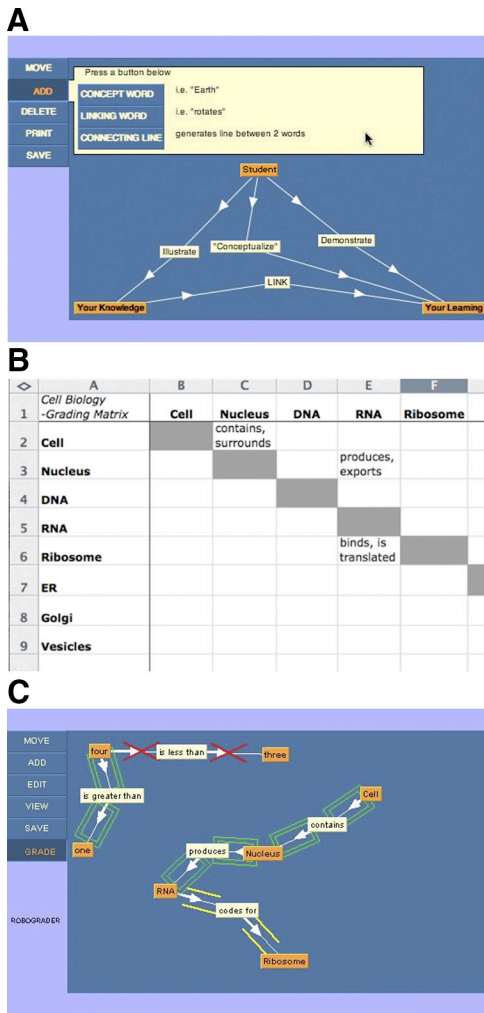 A
MOVE
ADD
DELETE
PRINT
SAVE
Press a button below
CONCEPT WORD i.e. "Earth"
LINKING WORD i.e. "rotates"
CONNECTING LINE generates line between 2 words
Student
Illustrate "Conceptualize" Demonstrate
LINK
Your Knowledge Your Learning
B
A B C D E F
1 Cell Biology
-Grading Matrix Cell Nucleus DNA RNA Ribosome
2 Cell contains,
surrounds
3 Nucleus produces,
exports
4 DNA
5 RNA
6 Ribosome binds, is
translated
7 ER
8 Golgi
9 Vesicles
C
MOVE
ADD
EDIT
VIEW
SAVE
GRADE
ROBOGRADER
four is less than three
is greater than
one
Cell
contains
produces Nucleus
RNA
codes for
Ribosome